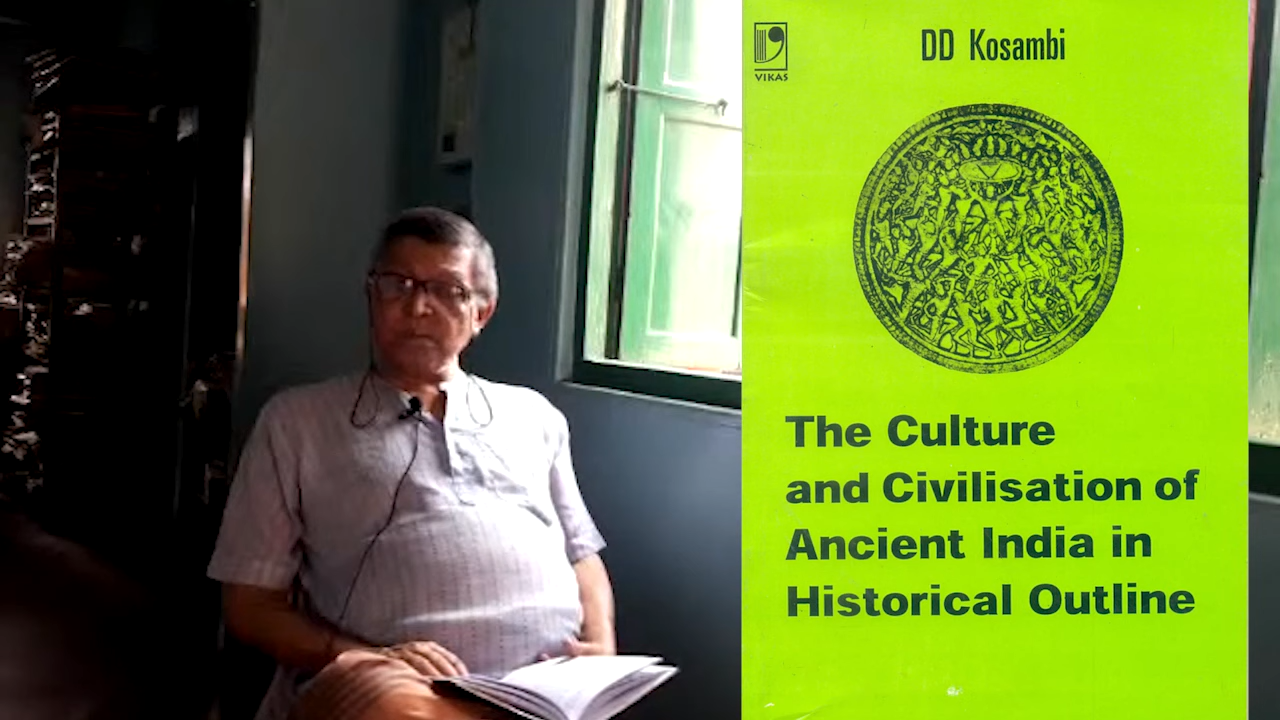 VIKAS
DD Kosambi
The Culture
and Civilisation of
Ancient India in
Historical Outline